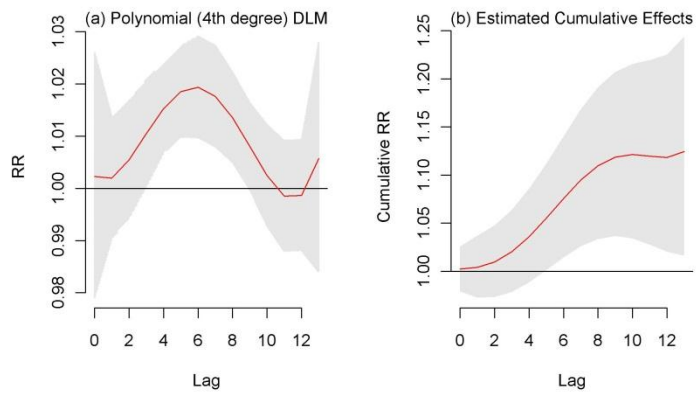 (a) Polynomial (4th degree) DLM
1.03
1.02
1.01
1.00
0.99
0.98
RR
0 2 4 6 8 10 12
Lag
(b) Estimated Cumulative Effects
1.25
1.20
1.15
1.10
1.05
1.00
Cumulative RR
0 2 4 6 8 10 12
Lag